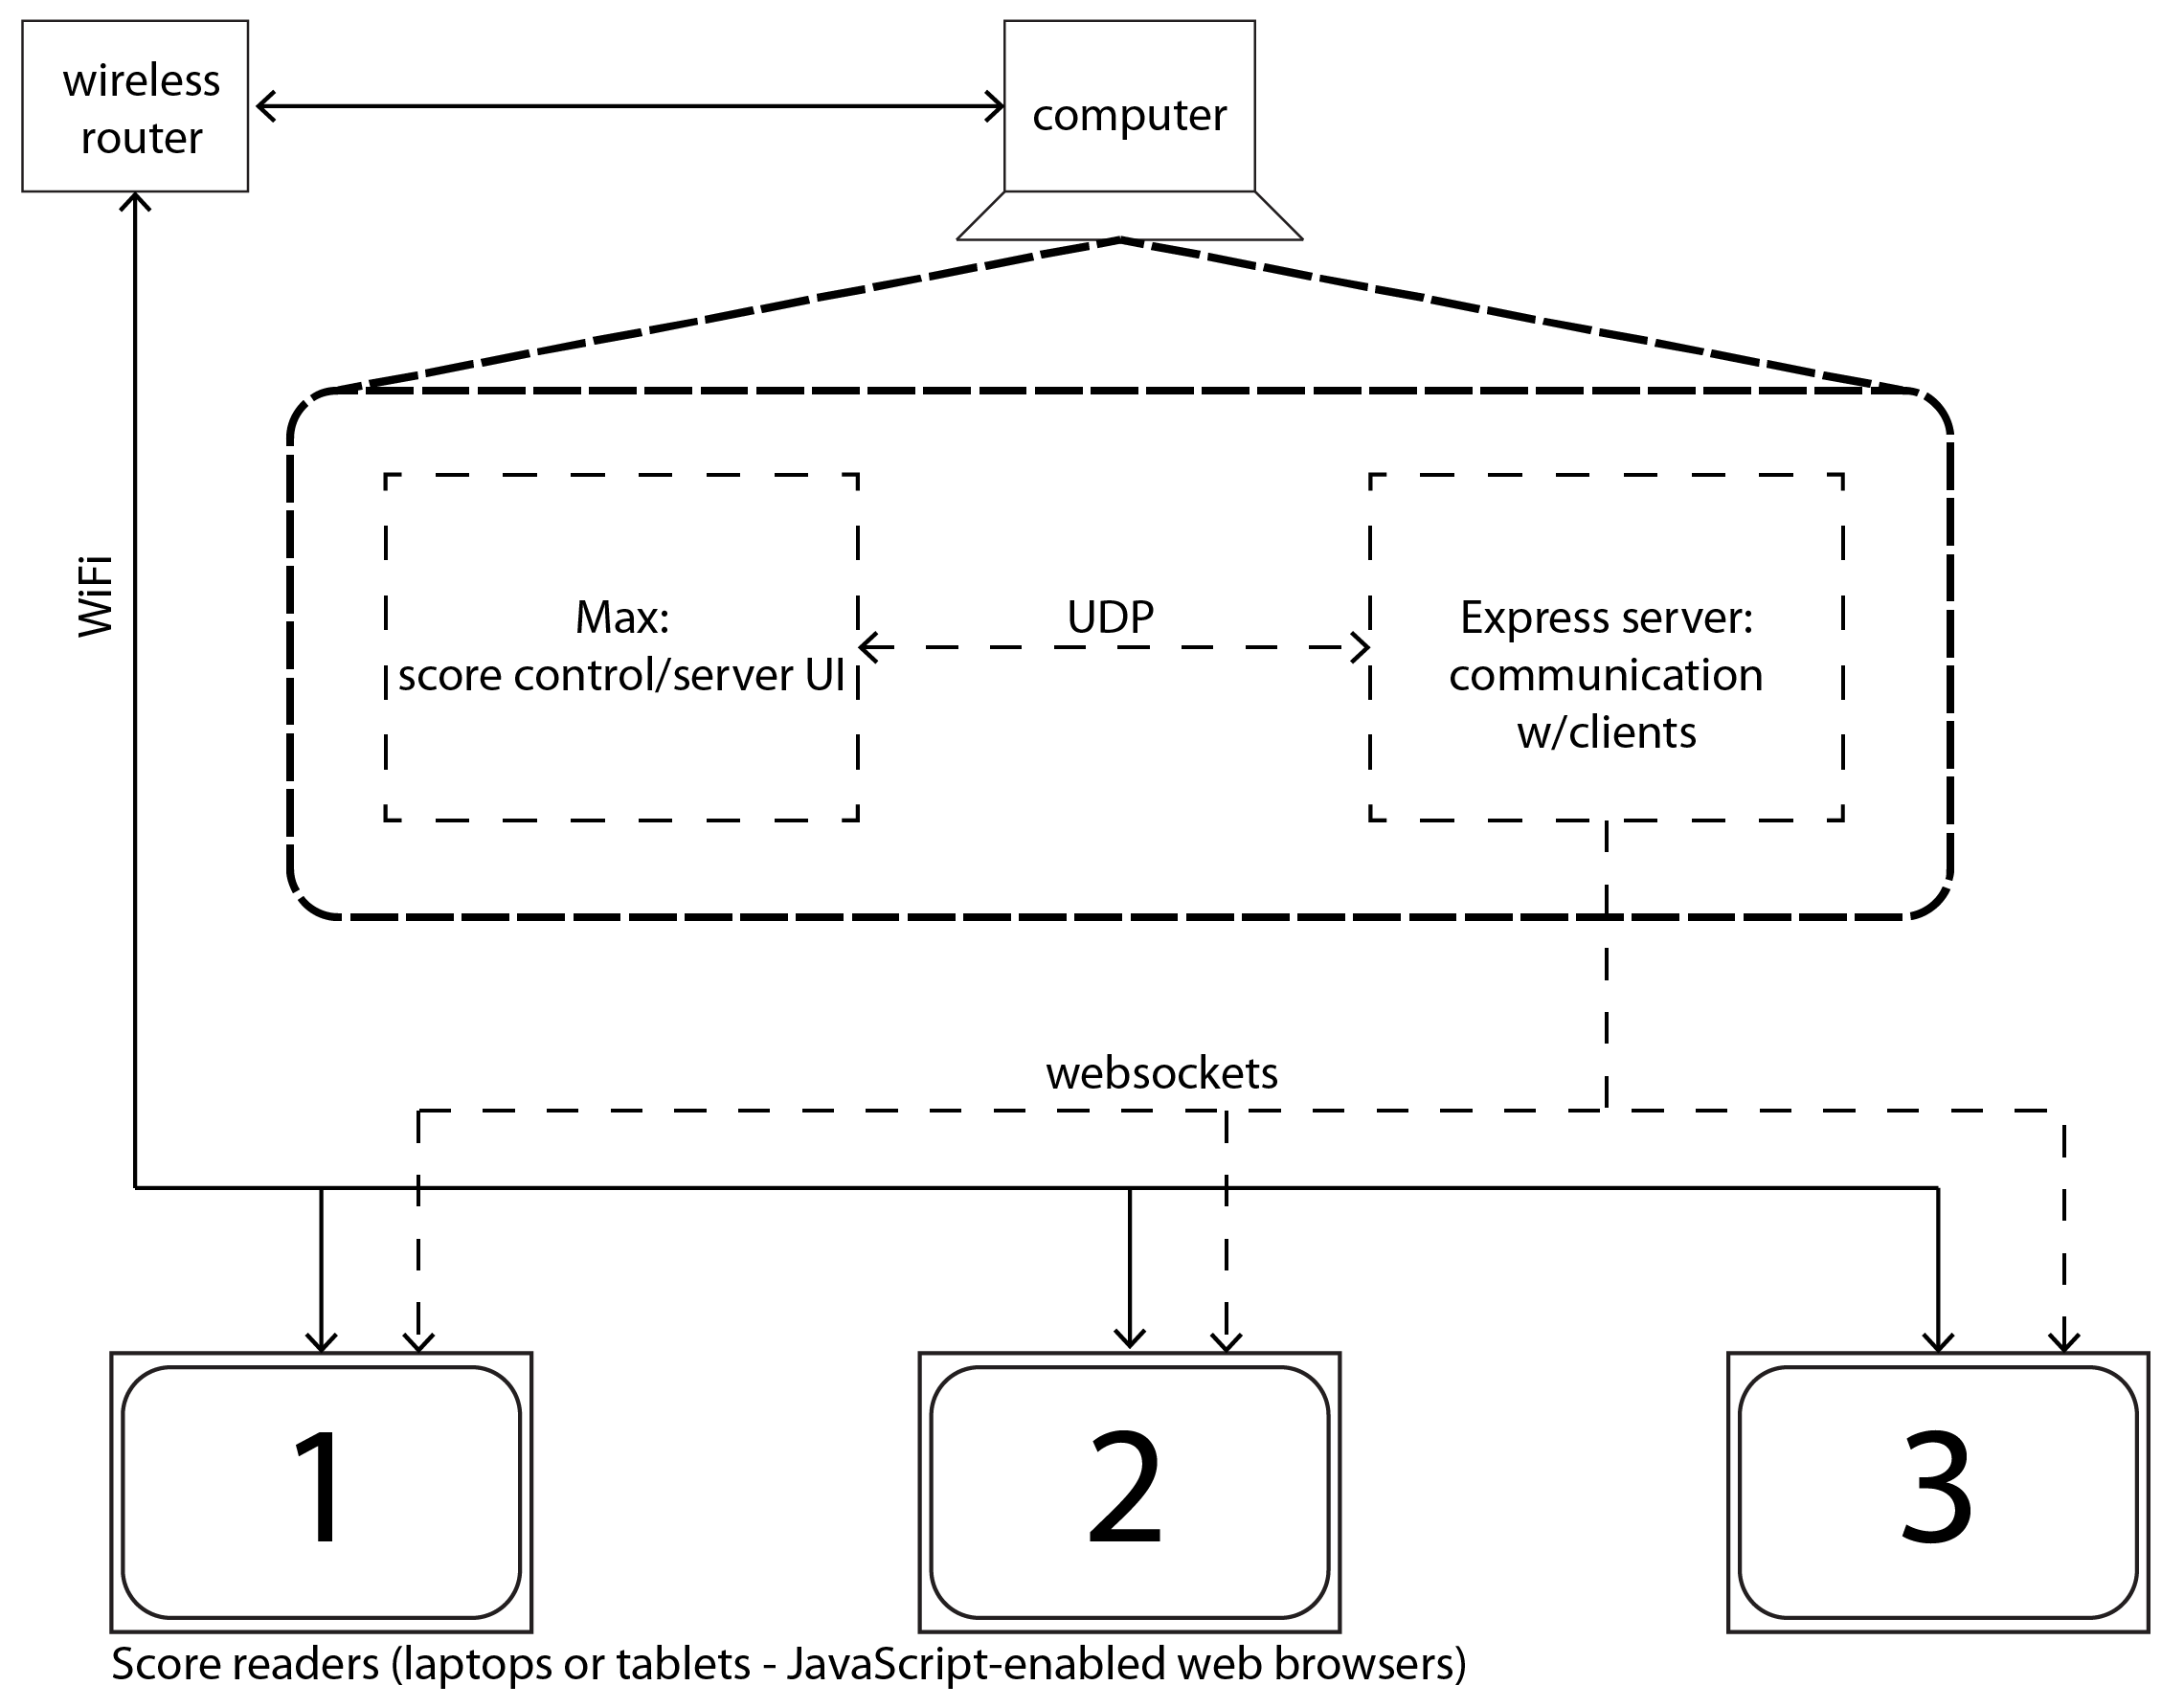 wireless
router
computer
WiFi
Max:
score control/server UI
UDP
Express server:
communication
w/clients
websockets
1
2
3
Score readers (laptops or tablets - JavaScript-enabled web browsers)